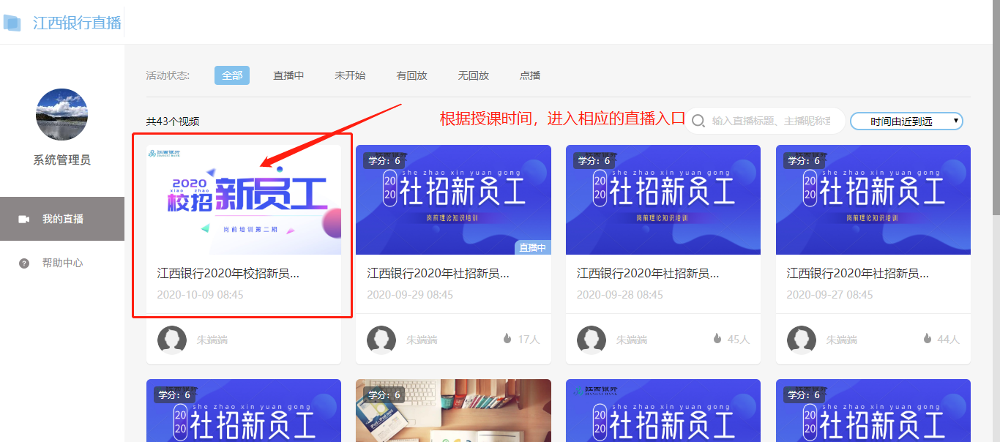 江西银行直播
活动状态: 全部 直播中 未开始 有回放 无回放 点播
系统管理员
我的直播
帮助中心
共43个视频
根据授课时间，进入相应的直播入口
输入直播标题、主播昵称查
时间由近到远
江西银行
2020
xiao zhao
校招新员工
岗前培训第二期
江西银行2020年校招新员...
2020-10-09 08:45
朱端端
学分：6
she zhao xin yuan gong
2020
社招新员工
岗前理论知识培训
直播中
江西银行2020年社招新员...
2020-09-29 08:45
朱端端
17人
学分：6
she zhao xin yuan gong
2020
社招新员工
岗前理论知识培训
江西银行2020年社招新员...
2020-09-28 08:45
朱端端
45人
学分：6
she zhao xin yuan gong
2020
社招新员工
岗前理论知识培训
江西银行2020年社招新员...
2020-09-27 08:45
朱端端
44人
学分：6
she zhao xin yuan gong
2020
社招新员工
学分：6
江西银行
she zhao xin yuan gong
2020
社招新员工
学分：6
she zhao xin yuan gong
2020
社招新员工